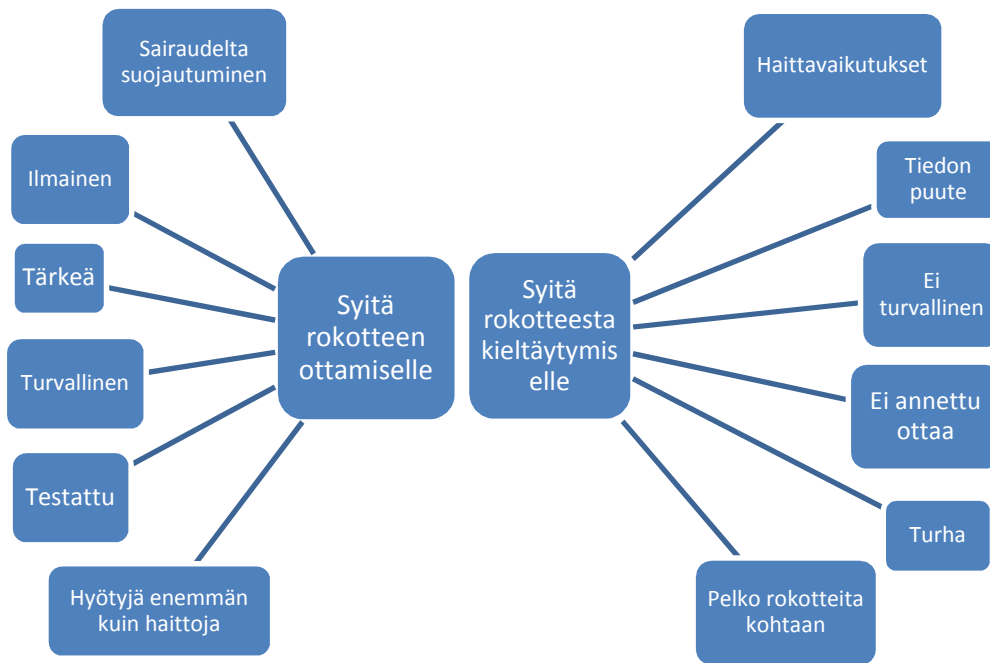 Sairaudelta
suojautuminen
Ilmainen
Tärkeä
Turvallinen
Testattu
Hyötyjä enemmän
kuin haittoja
Syitä
rokotteen
ottamiselle
Syitä
rokotteesta
kieltäytymis
elle
Haittavaikutukset
Tiedon
puute
Ei
turvallinen
Ei annettu
ottaa
Turha
Pelko rokotteita
kohtaan